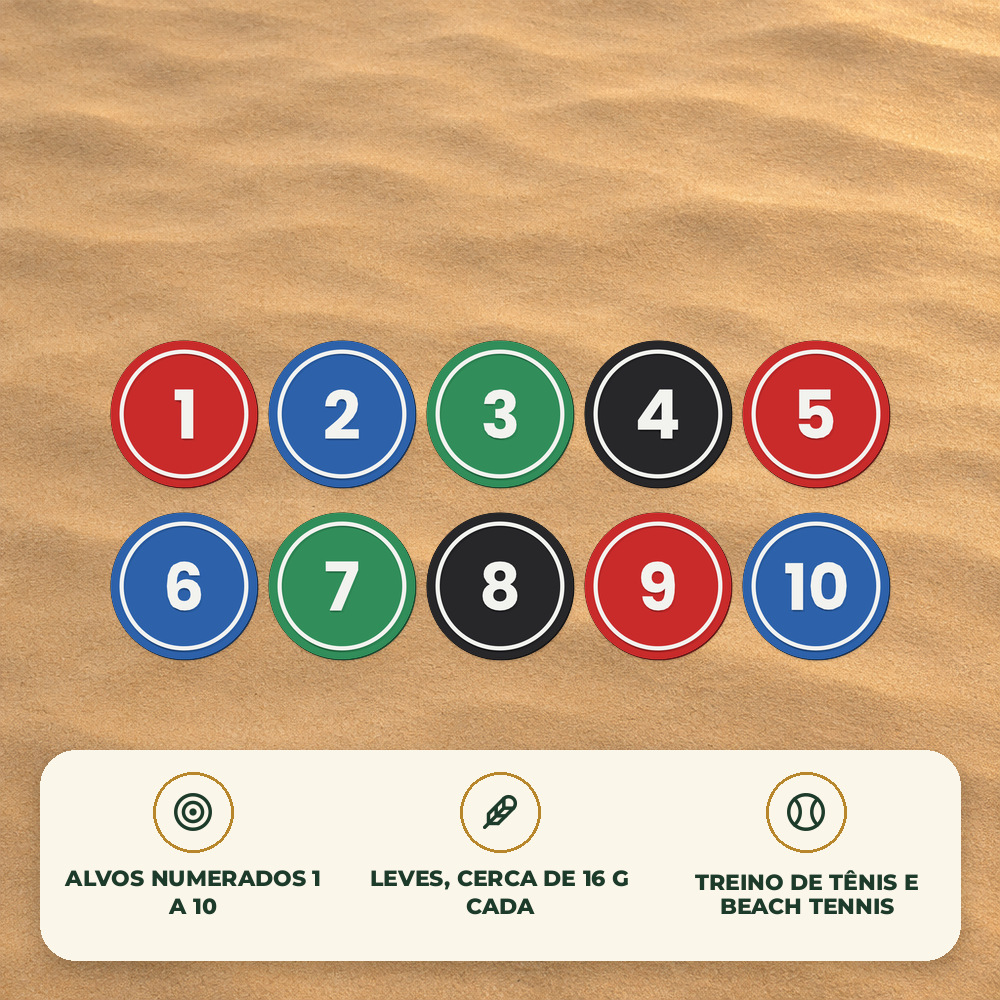 1 2 3 4 5
6 7 8 9 10
ALVOS NUMERADOS 1
A 10
LEVES, CERCA DE 16 G
CADA
TREINO DE TÊNIS E
BEACH TENNIS